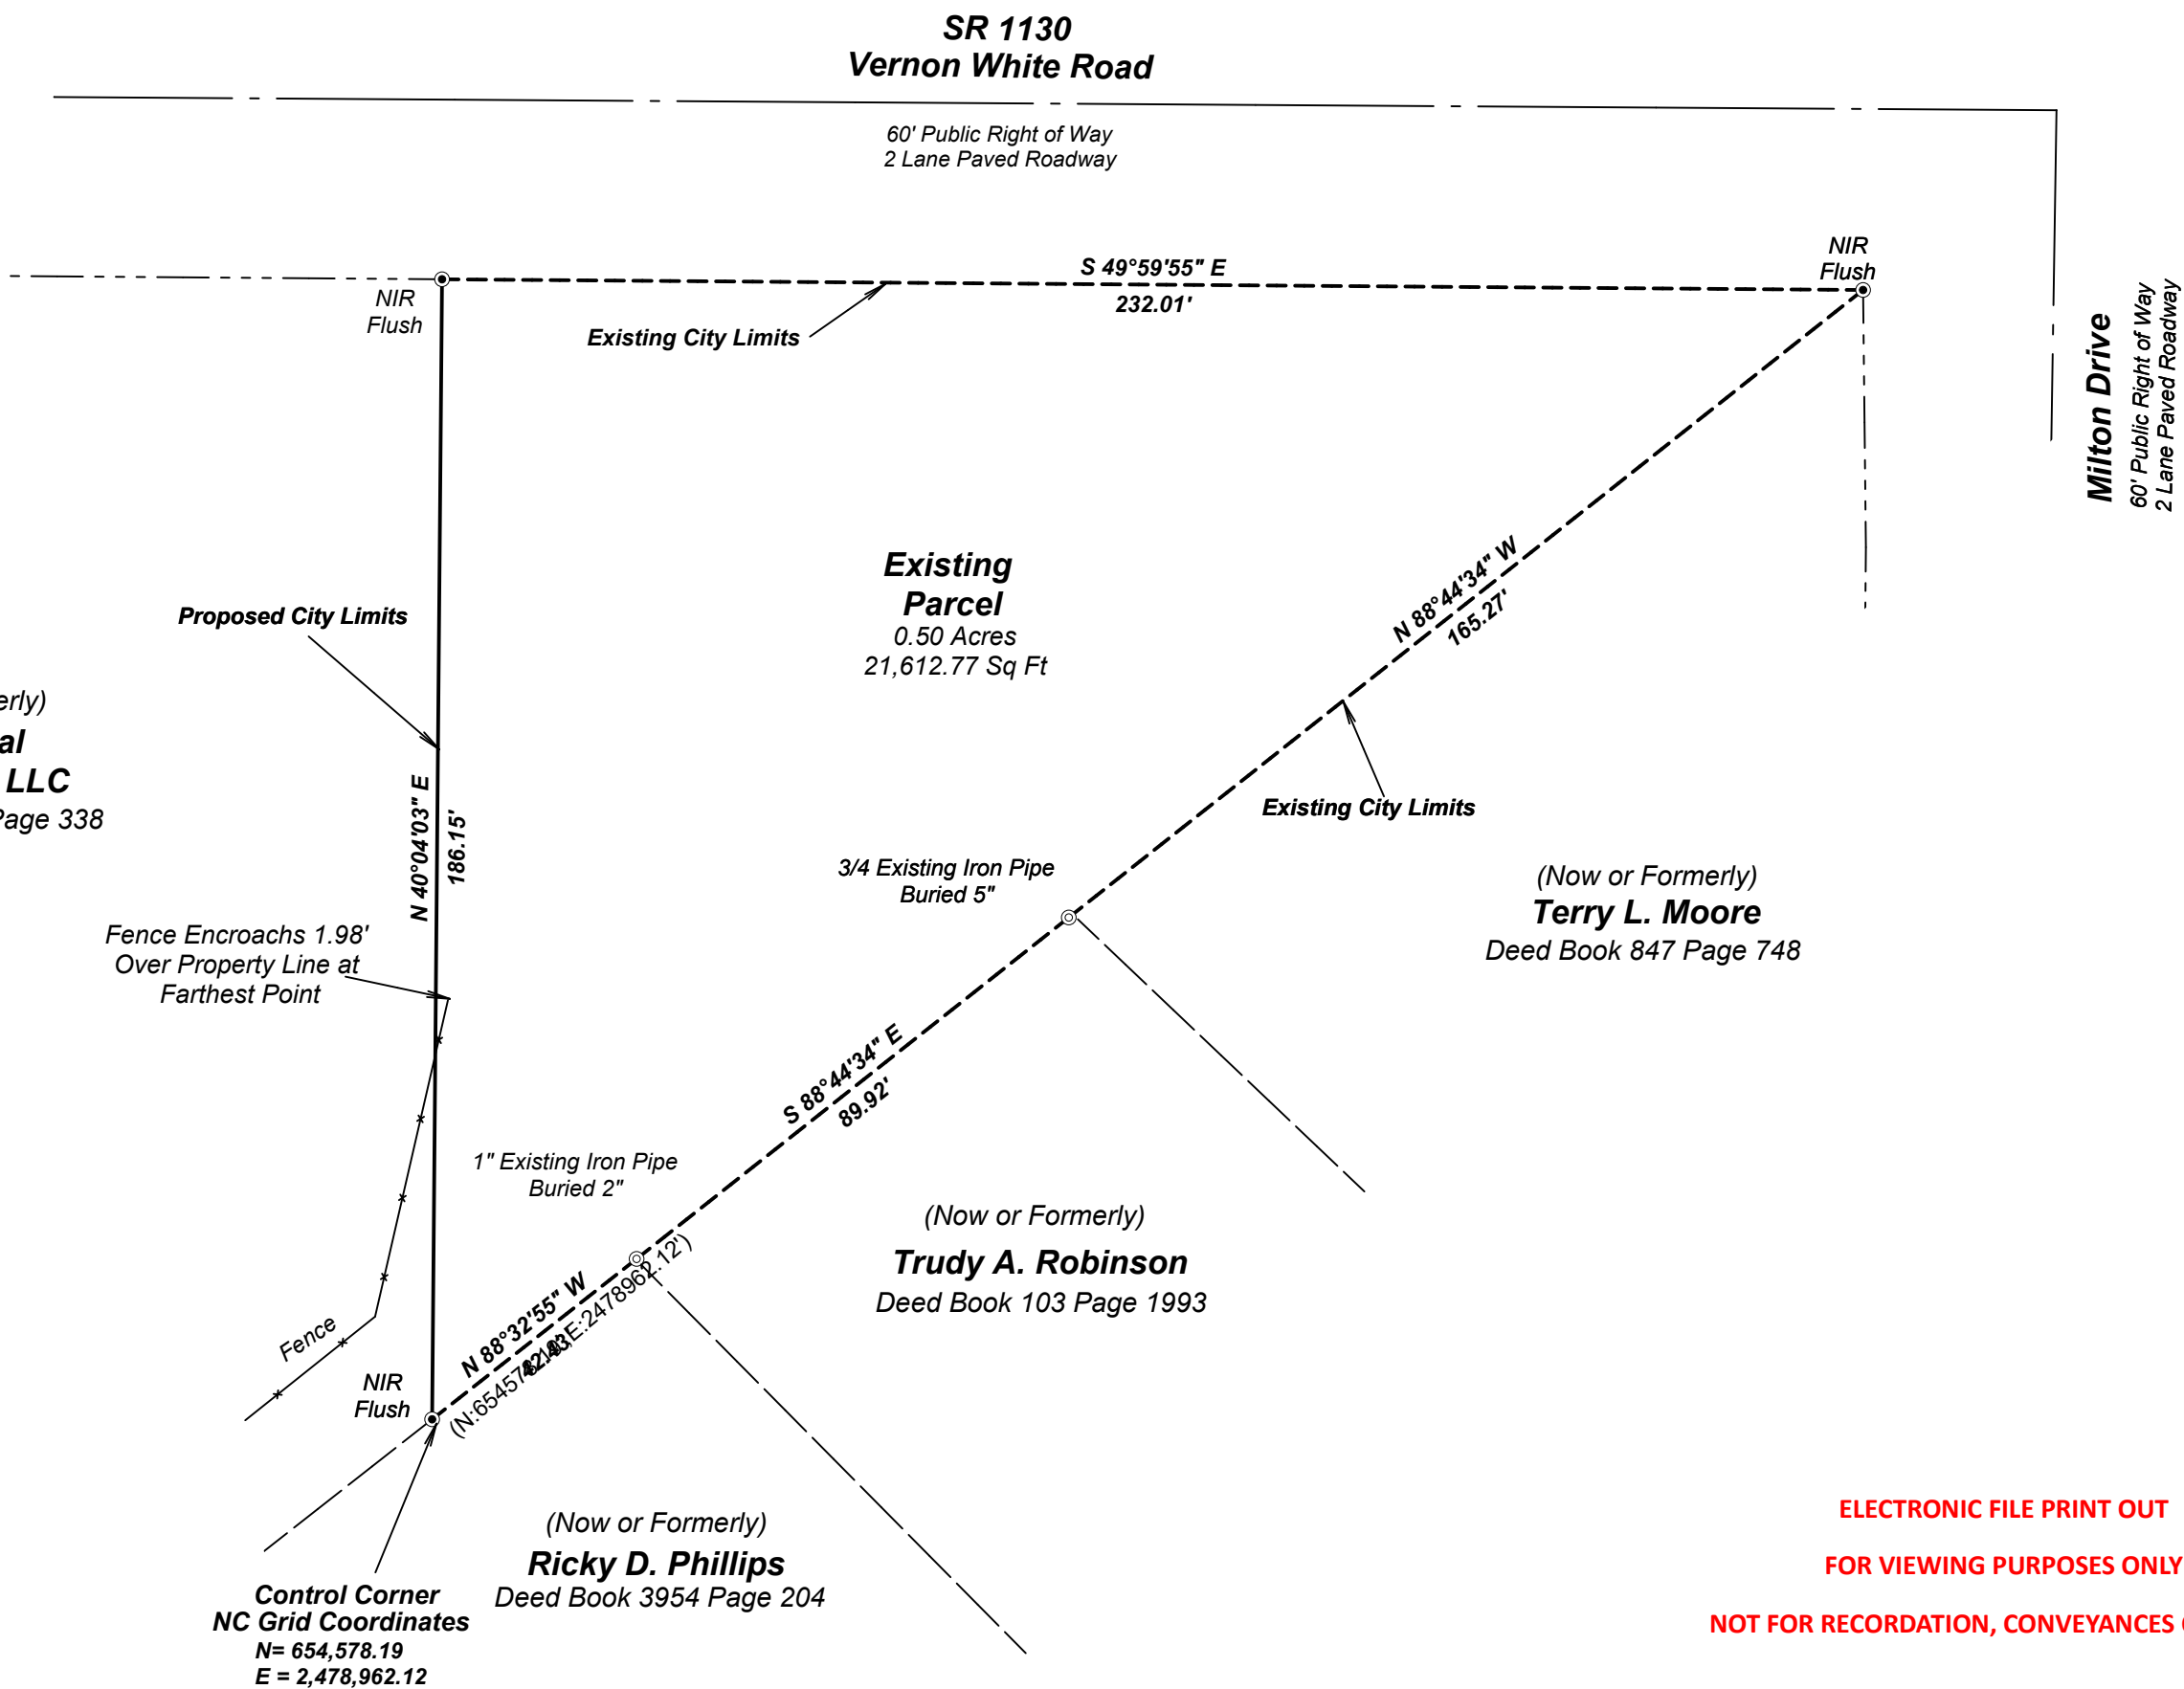 SR 1130
Vernon White Road
60' Public Right of Way
2 Lane Paved Roadway
NIR
Flush
S 49°59'55" E
232.01'
Existing City Limits
NIR
Flush
Milton Drive
60' Public Right of Way
2 Lane Paved Roadway
Existing
Parcel
0.50 Acres
21,612.77 Sq Ft
N 88°44'34" W
165.27'
Proposed City Limits
erly)
al
LLC
Page 338
N 40°04'03" E
186.15'
Existing City Limits
3/4 Existing Iron Pipe
Buried 5"
(Now or Formerly)
Terry L. Moore
Deed Book 847 Page 748
Fence Encroachs 1.98'
Over Property Line at
Farthest Point
S 88°44'34" E
89.92'
1" Existing Iron Pipe
Buried 2"
(Now or Formerly)
Trudy A. Robinson
Deed Book 103 Page 1993
Fence
N 88°32'55" W
42.43'
(N:654578.19', E:2478962.12')
NIR
Flush
(Now or Formerly)
Ricky D. Phillips
Deed Book 3954 Page 204
Control Corner
NC Grid Coordinates
N= 654,578.19
E = 2,478,962.12
ELECTRONIC FILE PRINT OUT
FOR VIEWING PURPOSES ONLY
NOT FOR RECORDATION, CONVEYANCES